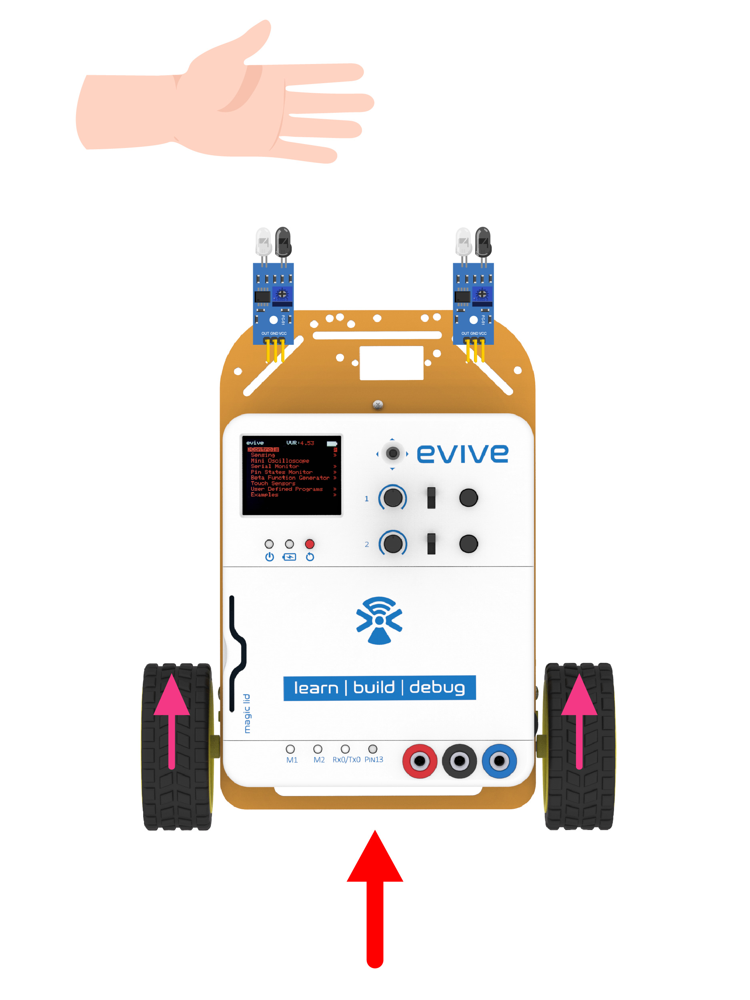 FC-51
OUT GND VCC
FC-51
OUT GND VCC
evive VVR:4.53
>Controls »
Sensing »
Mini Oscilloscope
Serial Monitor »
Pin States Monitor »
Beta Function Generator »
Touch Sensors
User Defined Programs »
Examples »
evive
1
2
learn | build | debug
magic lid
M1 M2 Rx0/Tx0 PIN13